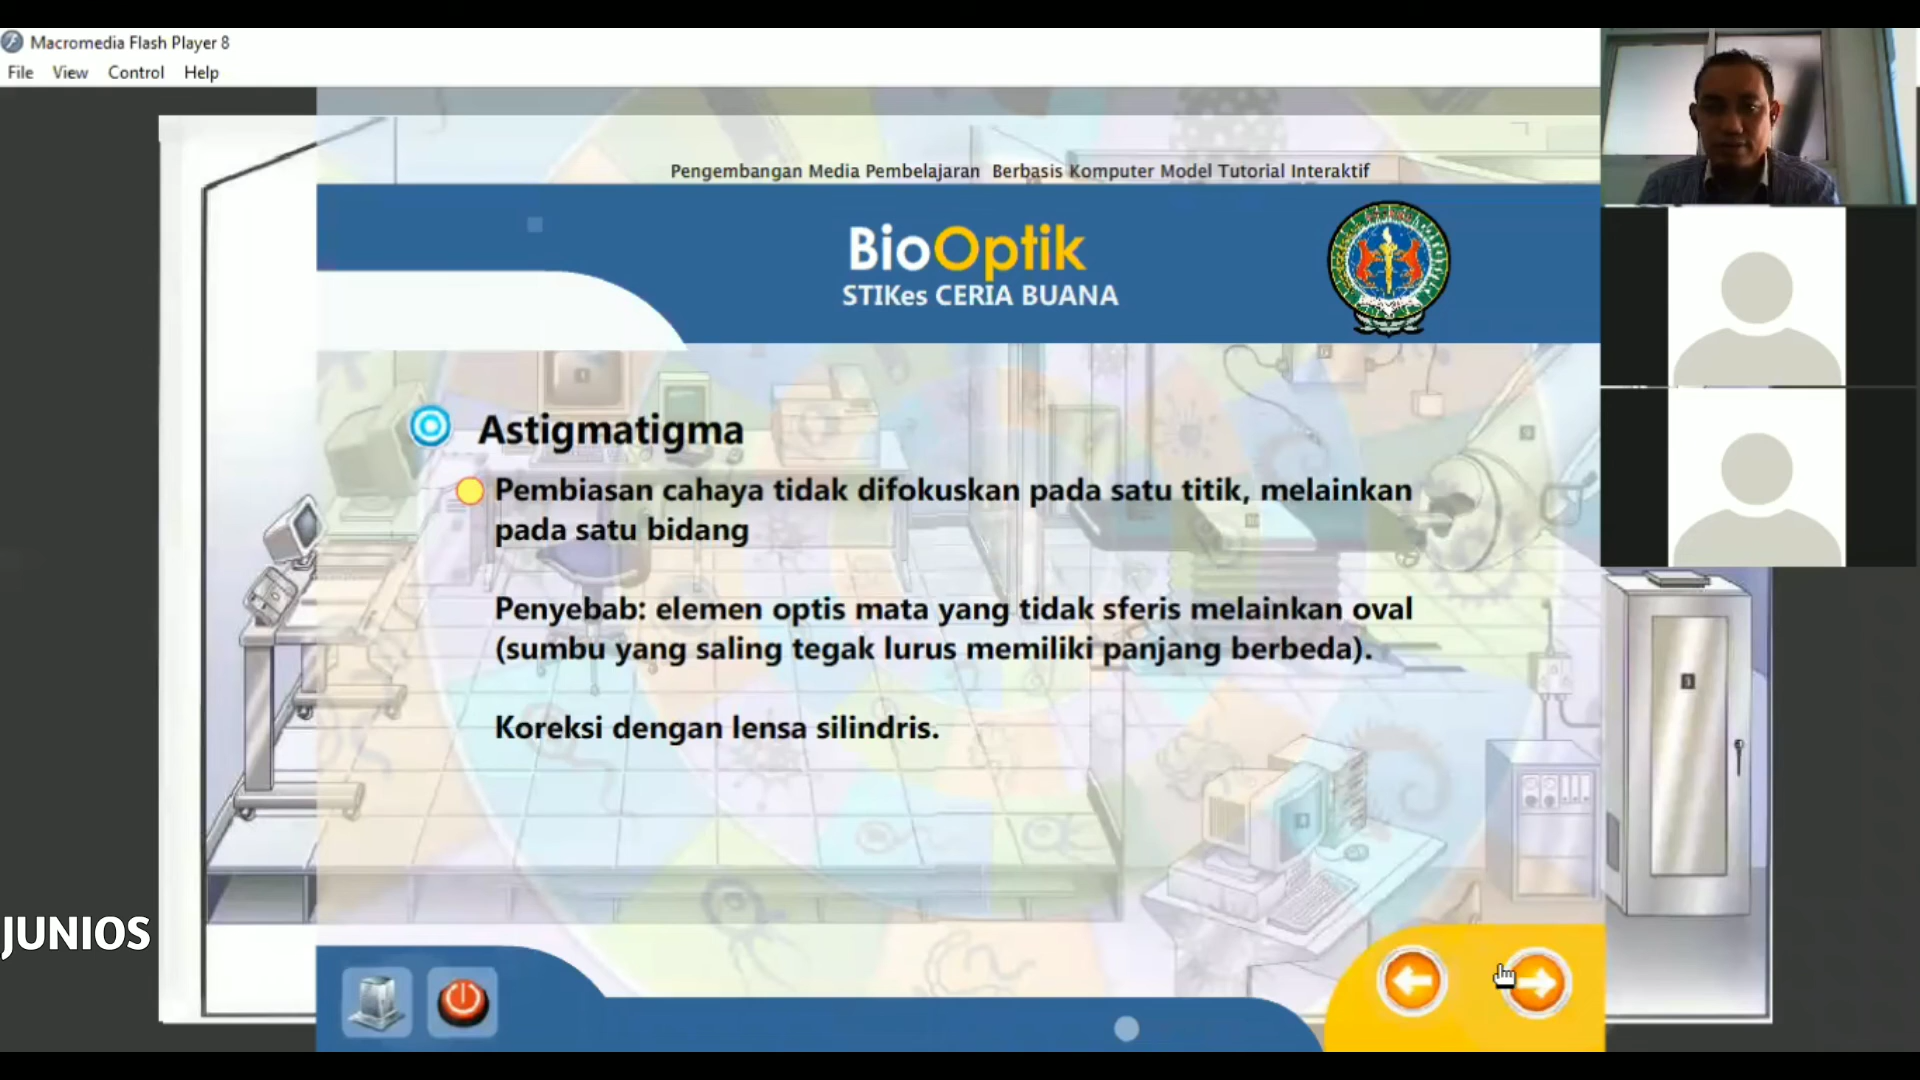 Macromedia Flash Player 8
File View Control Help
Pengembangan Media Pembelajaran Berbasis Komputer Model Tutorial Interaktif
BioOptik
STIKes CERIA BUANA
Astigmatigma
Pembiasan cahaya tidak difokuskan pada satu titik, melainkan
pada satu bidang
Penyebab: elemen optis mata yang tidak sferis melainkan oval
(sumbu yang saling tegak lurus memiliki panjang berbeda).
Koreksi dengan lensa silindris.
JUNIOS